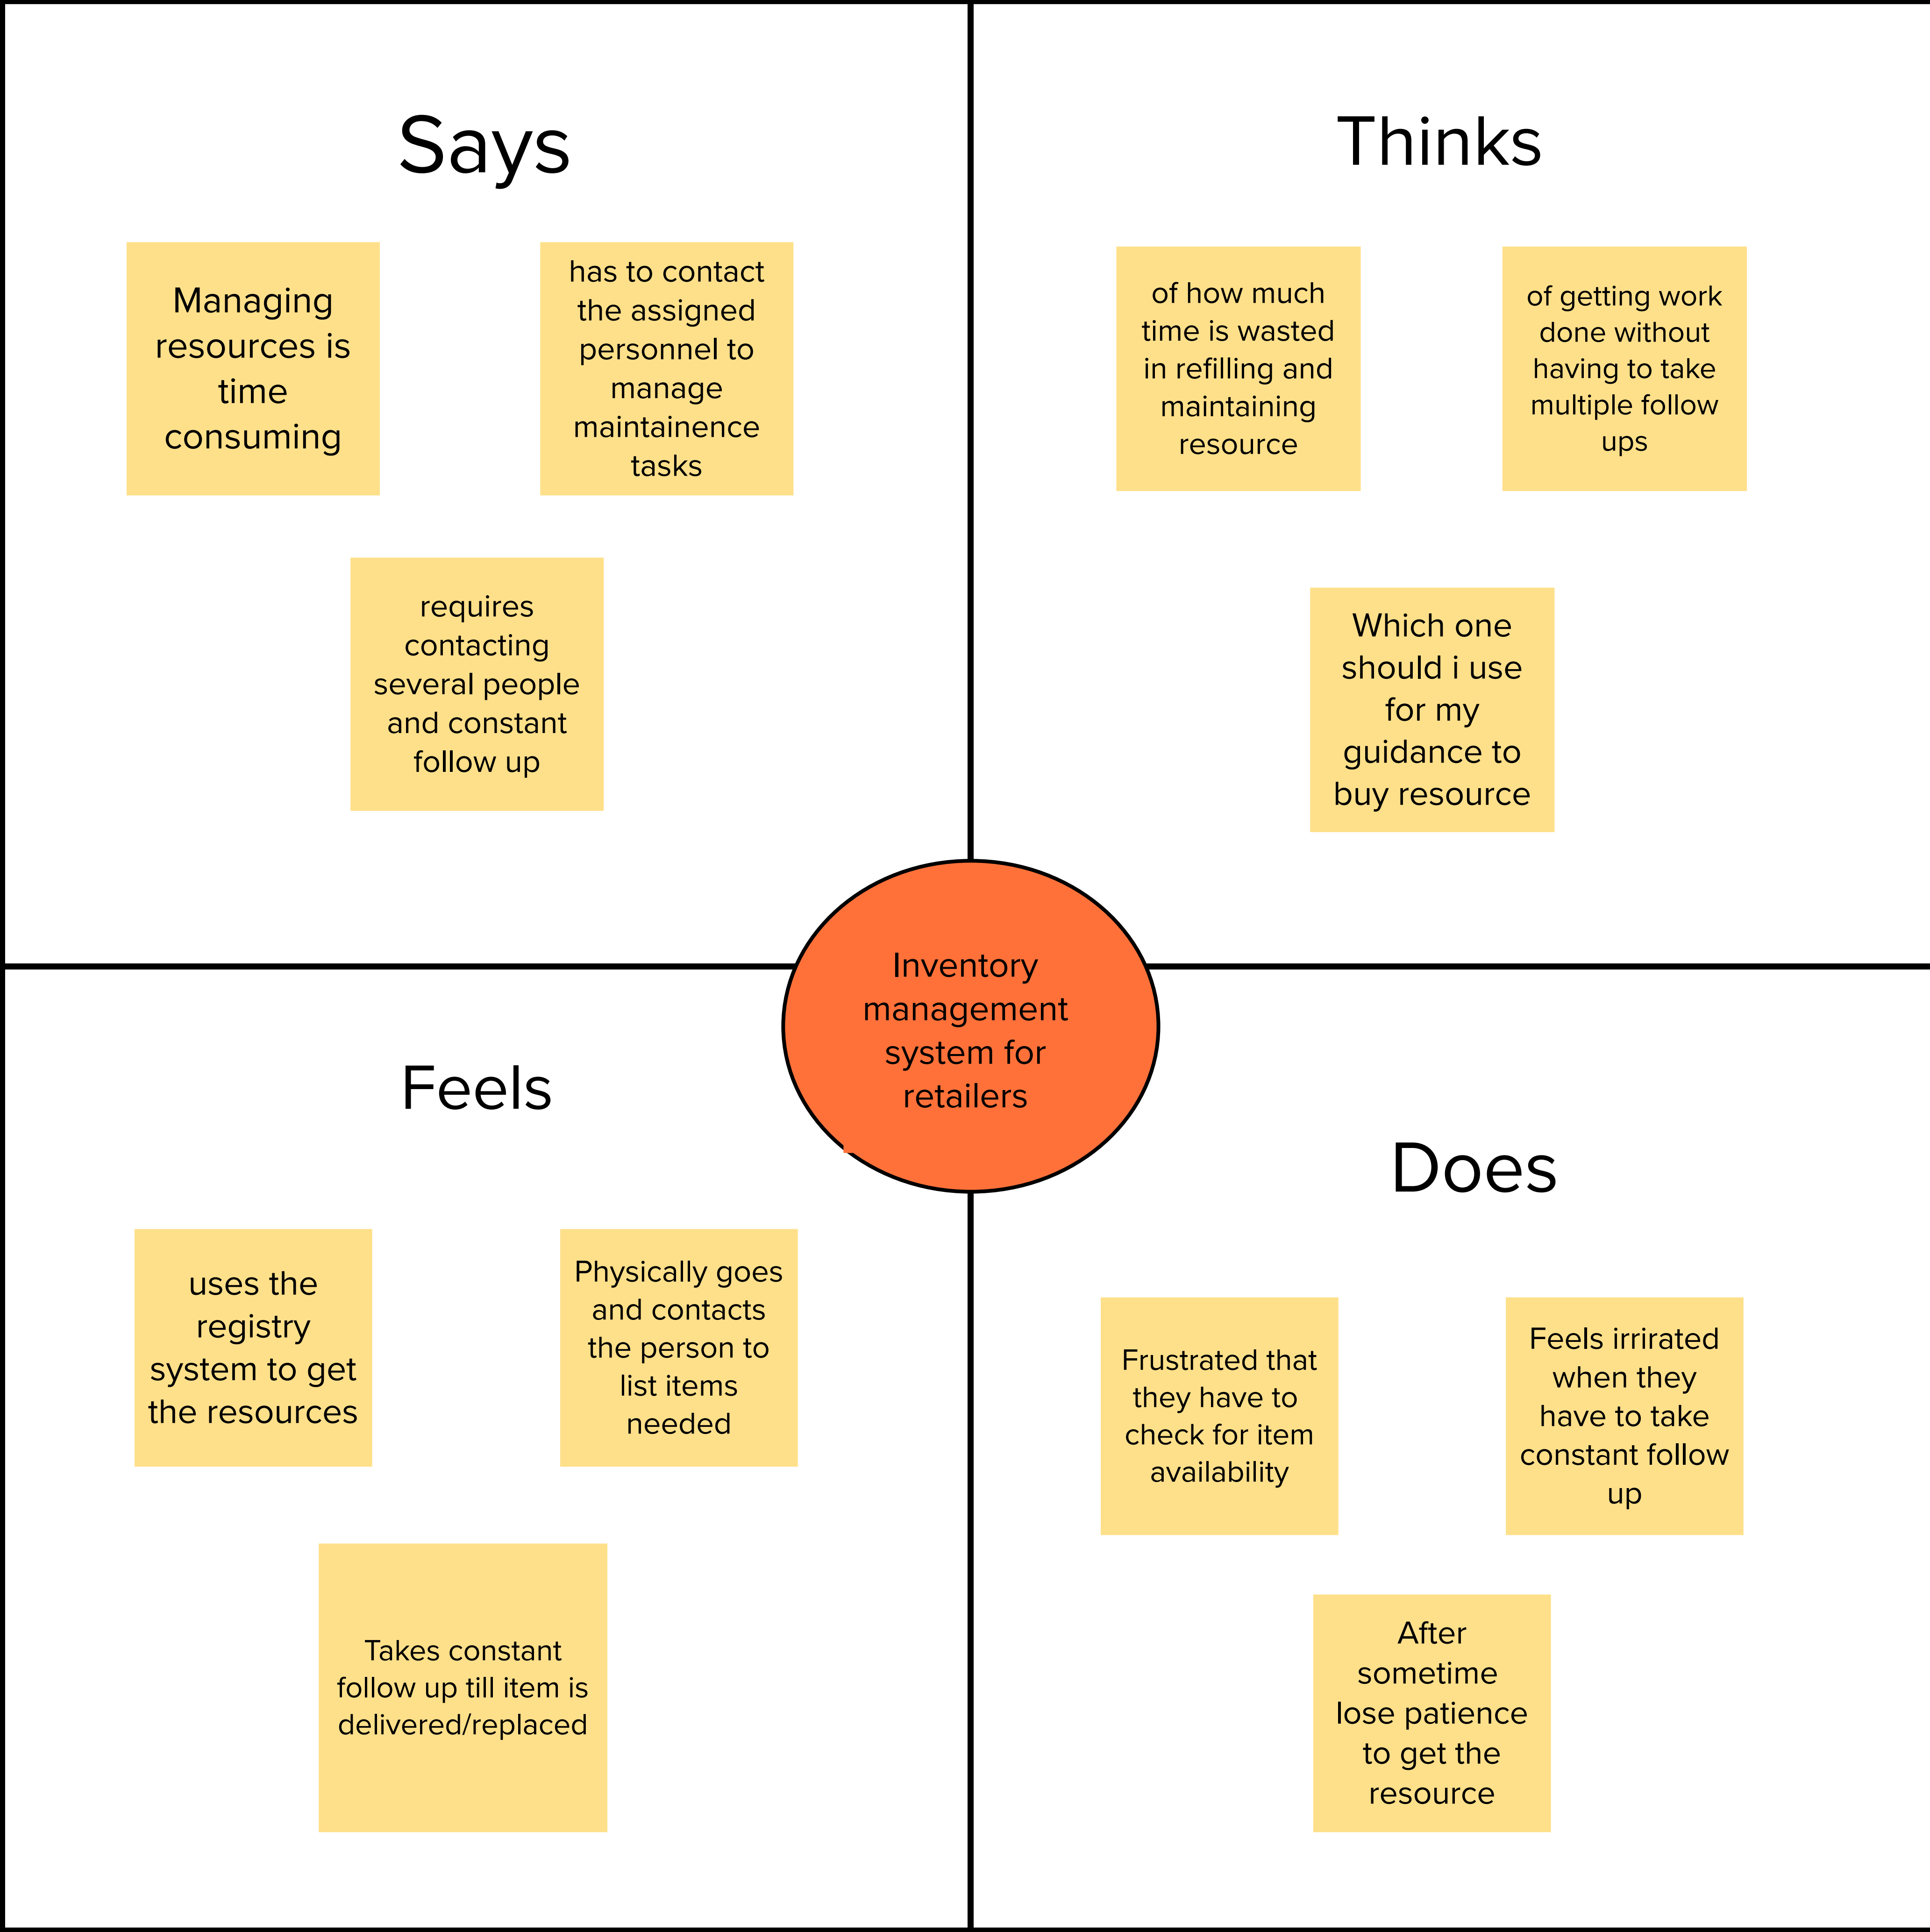 Says
Managing
resources is
time
consuming
has to contact
the assigned
personnel to
manage
maintainence
tasks
requires
contacting
several people
and constant
follow up
Thinks
of how much
time is wasted
in refilling and
maintaining
resource
of getting work
done without
having to take
multiple follow
ups
Which one
should i use
for my
guidance to
buy resource
Inventory
management
system for
retailers
Feels
uses the
registry
system to get
the resources
Physically goes
and contacts
the person to
list items
needed
Takes constant
follow up till item is
delivered/replaced
Does
Frustrated that
they have to
check for item
availability
Feels irrirated
when they
have to take
constant follow
up
After
sometime
lose patience
to get the
resource